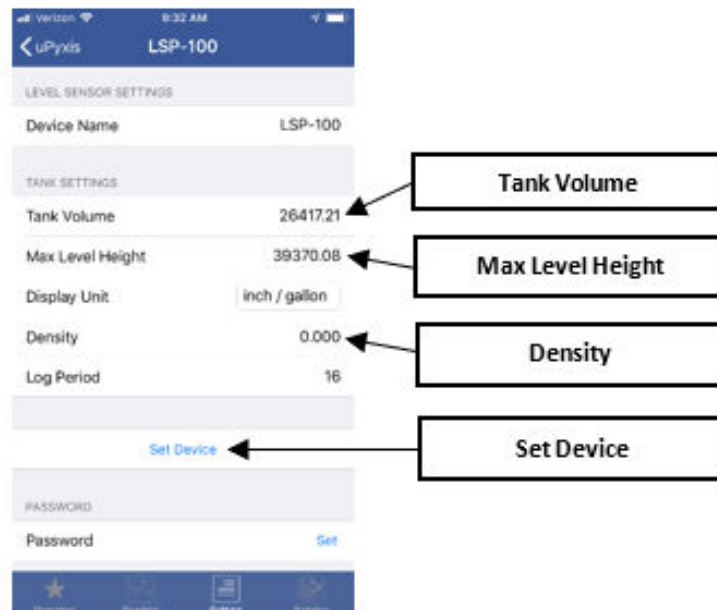 verizon 9:32 AM
uPyxis LSP-100
LEVEL SENSOR SETTINGS
Device Name LSP-100
TANK SETTINGS
Tank Volume 26417.21 Tank Volume
Max Level Height 39370.08 Max Level Height
Display Unit inch / gallon
Density 0.000 Density
Log Period 16
Set Device Set Device
PASSWORD
Password Set